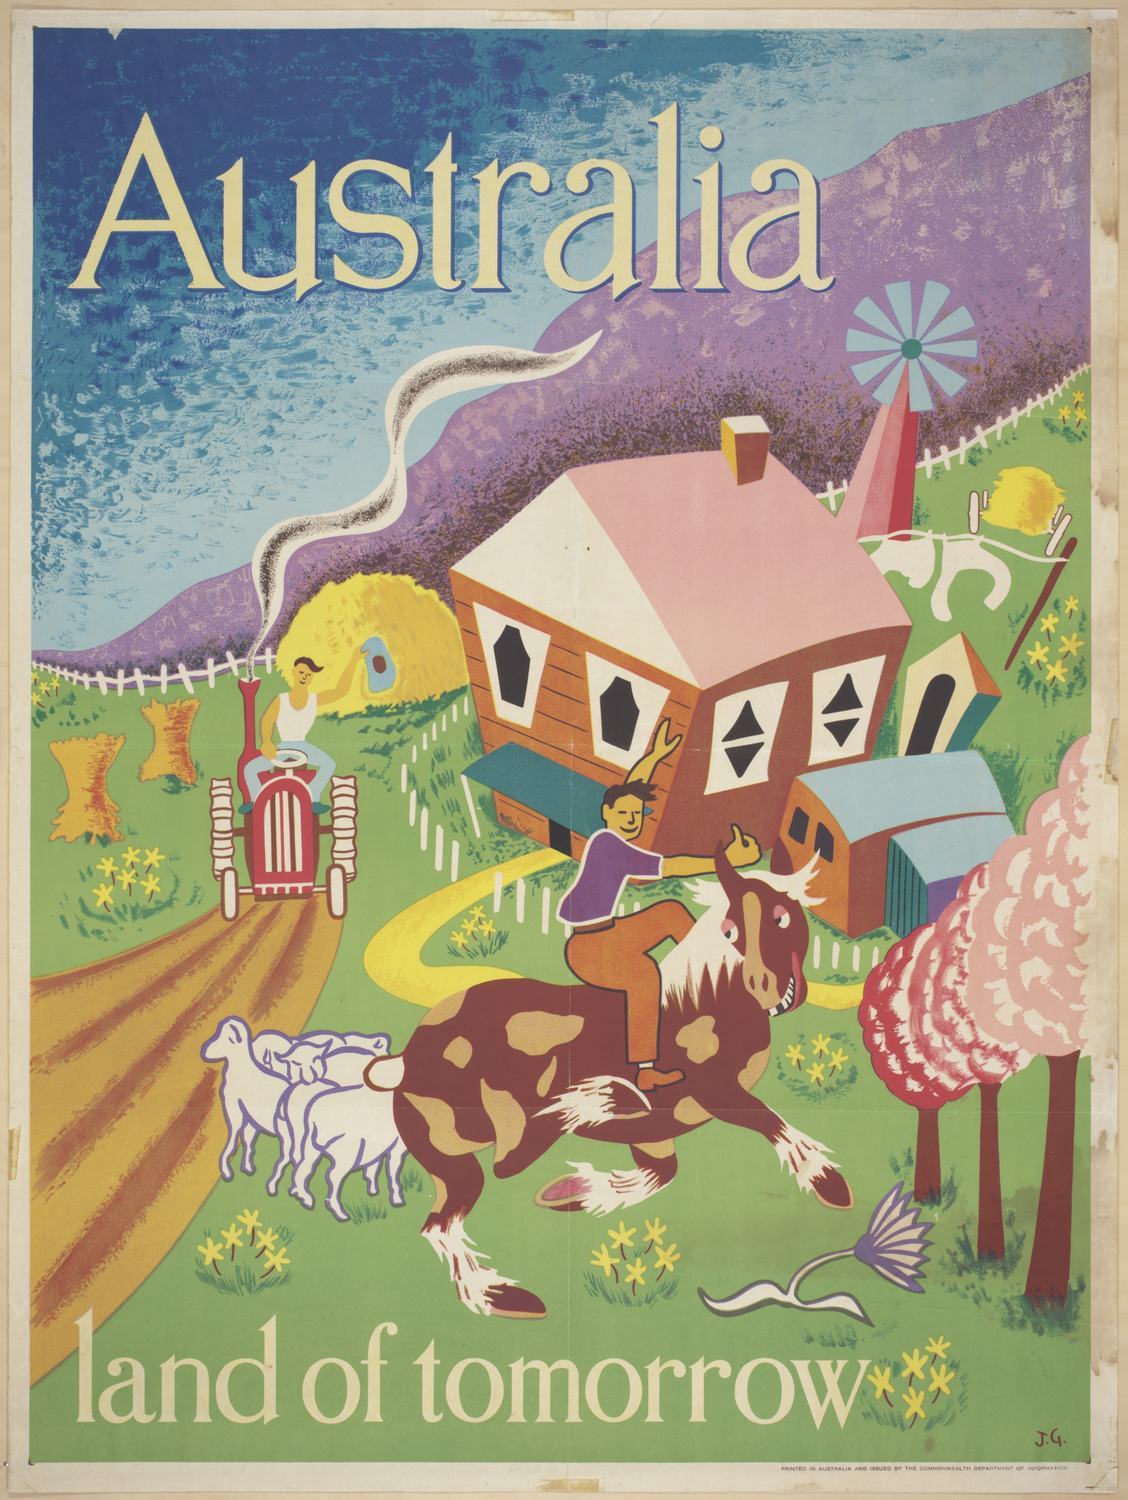 Australia
land of tomorrow
J.G.
PRINTED IN AUSTRALIA AND ISSUED BY THE COMMONWEALTH DEPARTMENT OF INFORMATION